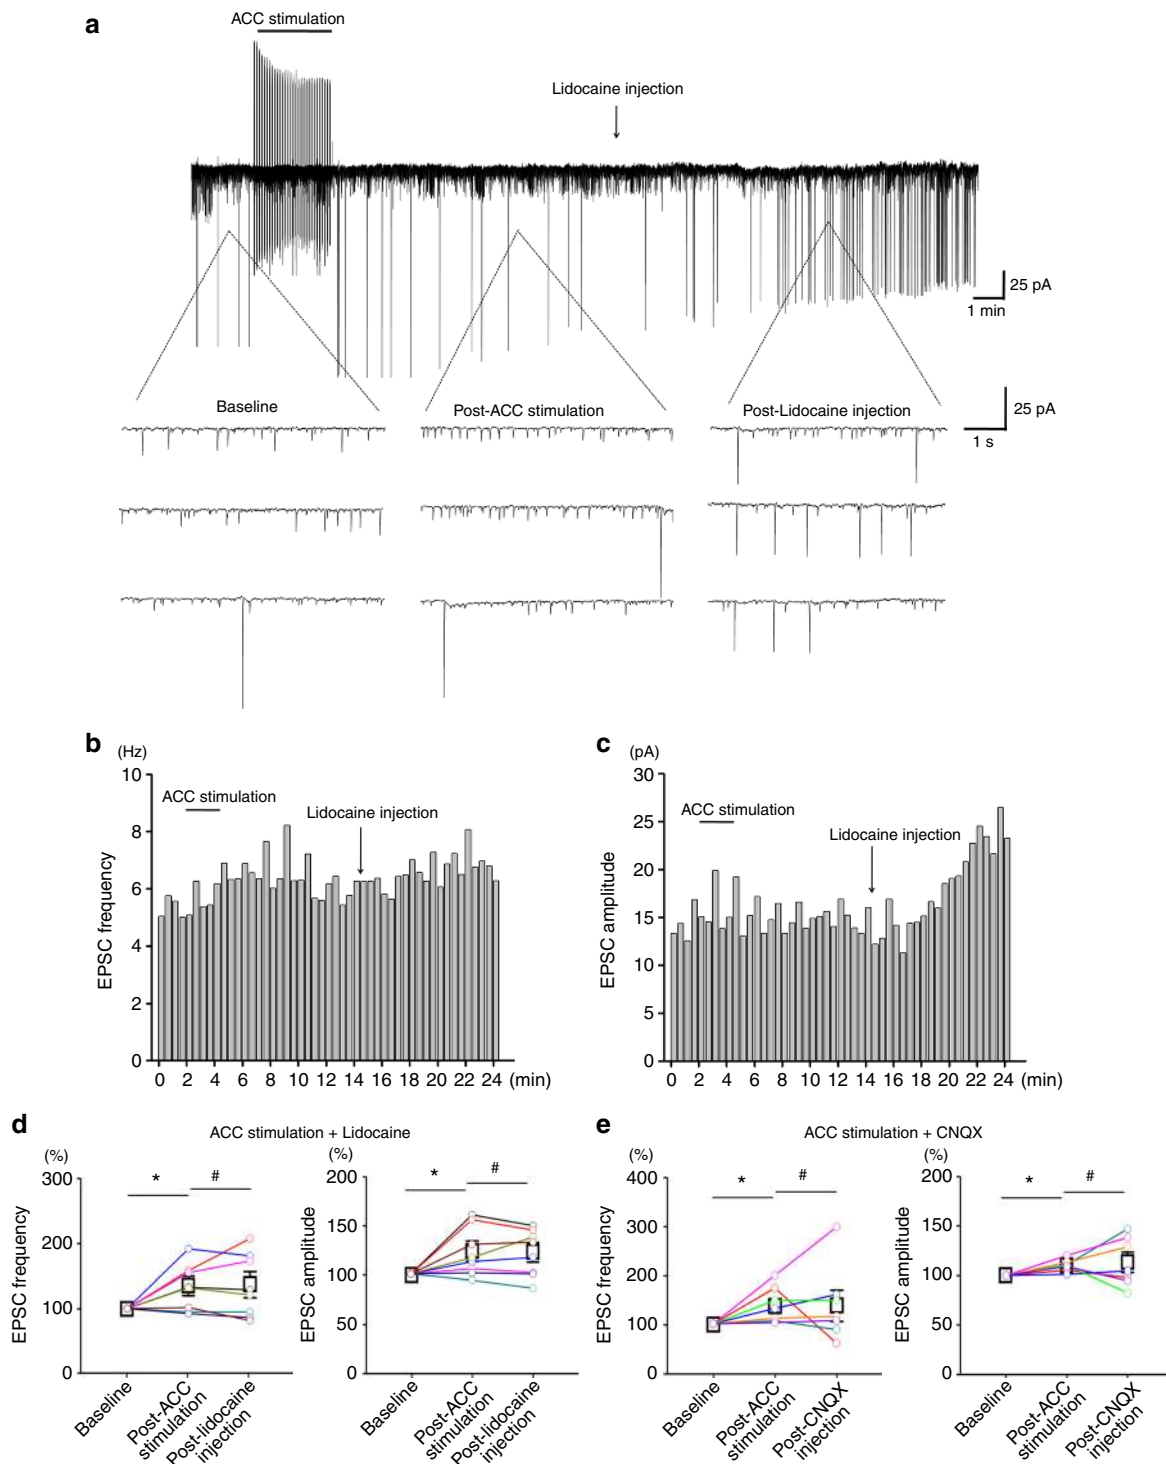 a
ACC stimulation
Lidocaine injection
25 pA
1 min
Baseline
Post-ACC stimulation
Post-Lidocaine injection
25 pA
1 s
b
(Hz)
10
8
6
4
2
0
EPSC frequency
ACC stimulation
Lidocaine injection
0 2 4 6 8 10 12 14 16 18 20 22 24 (min)
c
(pA)
30
25
20
15
10
5
0
EPSC amplitude
ACC stimulation
Lidocaine injection
0 2 4 6 8 10 12 14 16 18 20 22 24 (min)
d
ACC stimulation + Lidocaine
(%)
300
200
100
0
EPSC frequency
*
#
Baseline
Post-ACC
stimulation
Post-lidocaine
injection
(%)
200
150
100
50
0
EPSC amplitude
*
#
Baseline
Post-ACC
stimulation
Post-lidocaine
injection
e
ACC stimulation + CNQX
(%)
400
300
200
100
0
EPSC frequency
*
#
Baseline
Post-ACC
stimulation
Post-CNQX
injection
(%)
200
150
100
50
0
EPSC amplitude
*
#
Baseline
Post-ACC
stimulation
Post-CNQX
injection